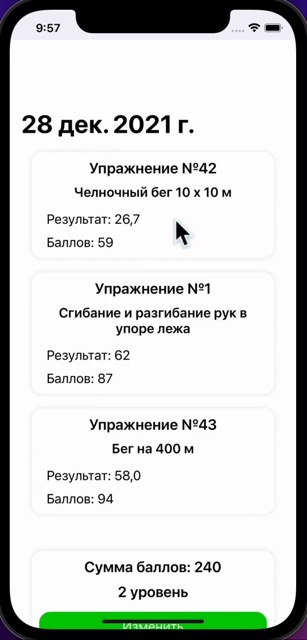 9:57
28 дек. 2021 г.
Упражнение №42
Челночный бег 10 х 10 м
Результат: 26,7
Баллов: 59
Упражнение №1
Сгибание и разгибание рук в
упоре лежа
Результат: 62
Баллов: 87
Упражнение №43
Бег на 400 м
Результат: 58,0
Баллов: 94
Сумма баллов: 240
2 уровень
Изменить